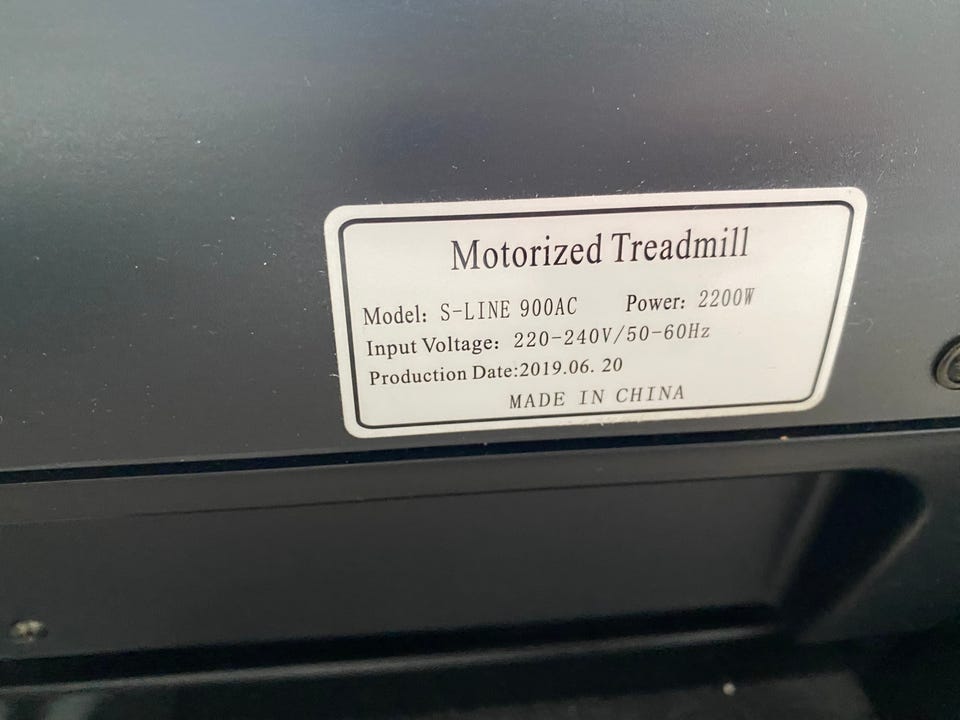 Motorized Treadmill
Model: S-LINE 900AC Power: 2200W
Input Voltage: 220-240V/50-60Hz
Production Date:2019.06. 20
MADE IN CHINA